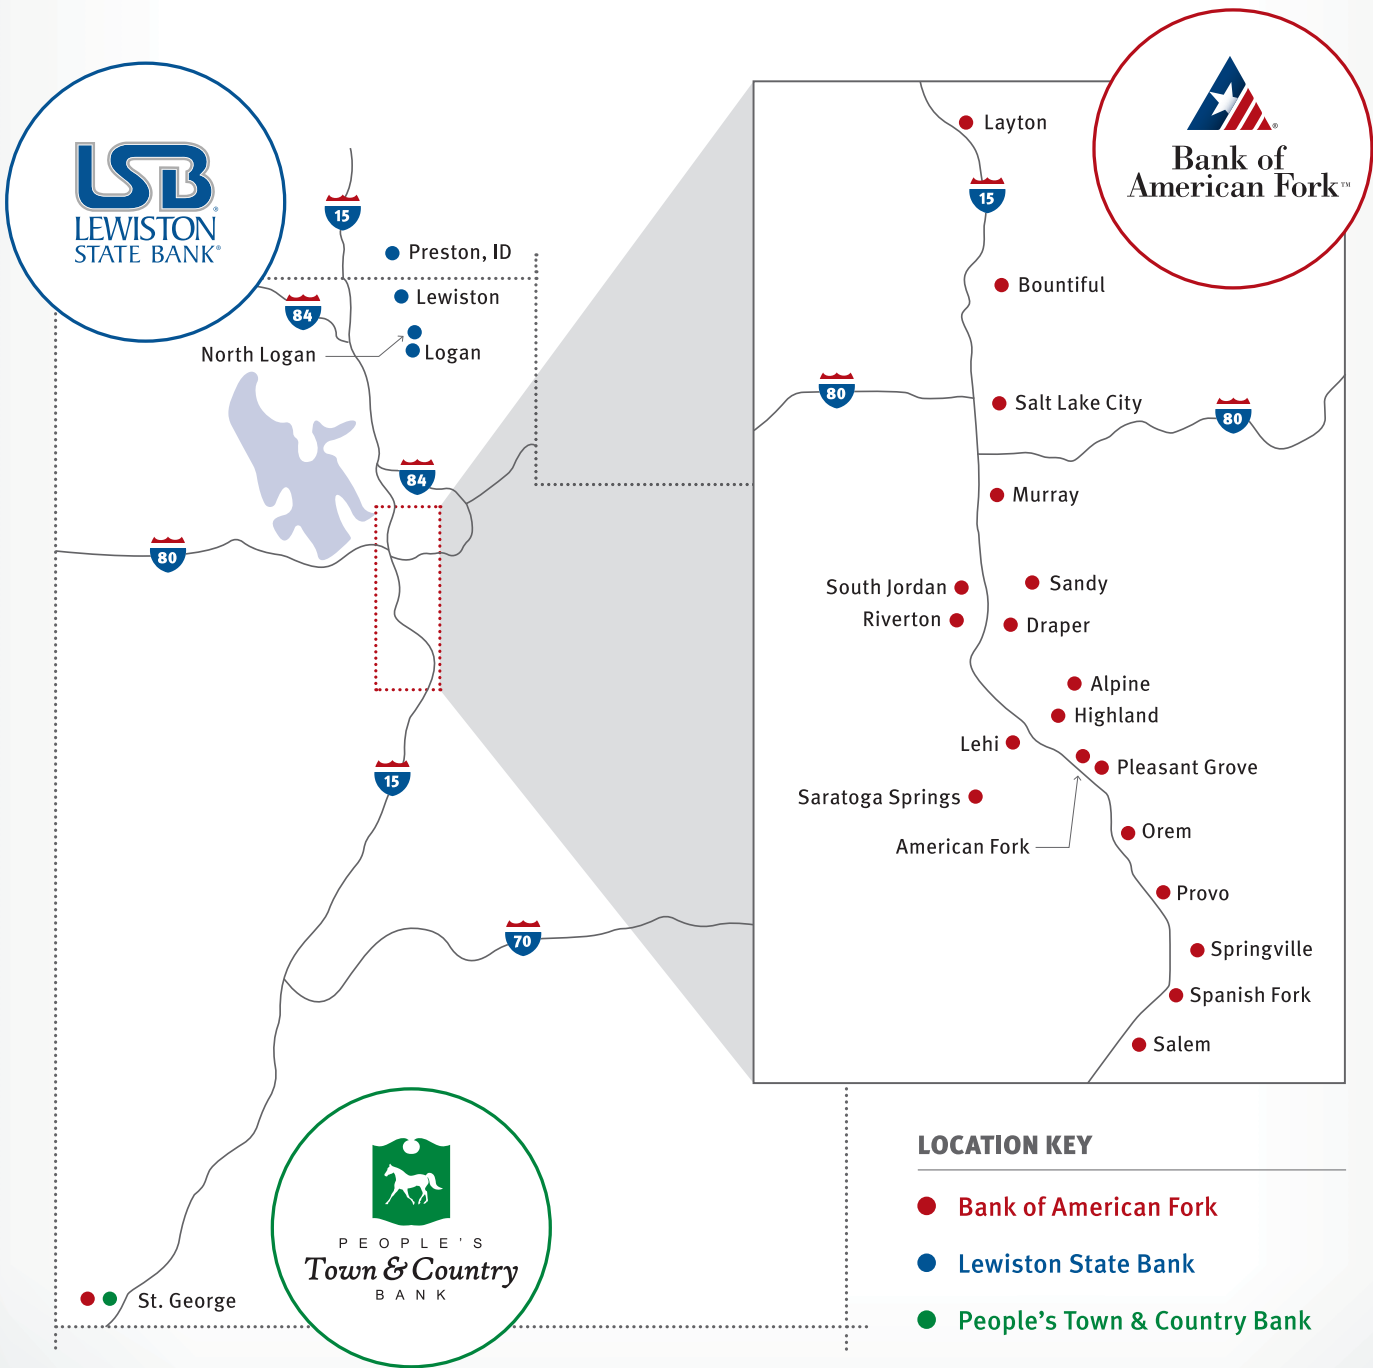 LSB
LEWISTON
STATE BANK®
15
Preston, ID
Lewiston
84
North Logan
Logan
84
80
15
70
St. George
PEOPLE'S
Town & Country
BANK
Bank of
American Fork™
Layton
15
Bountiful
80
Salt Lake City
80
Murray
South Jordan
Sandy
Riverton
Draper
Alpine
Highland
Lehi
Pleasant Grove
Saratoga Springs
American Fork
Orem
Provo
Springville
Spanish Fork
Salem
LOCATION KEY
Bank of American Fork
Lewiston State Bank
People's Town & Country Bank